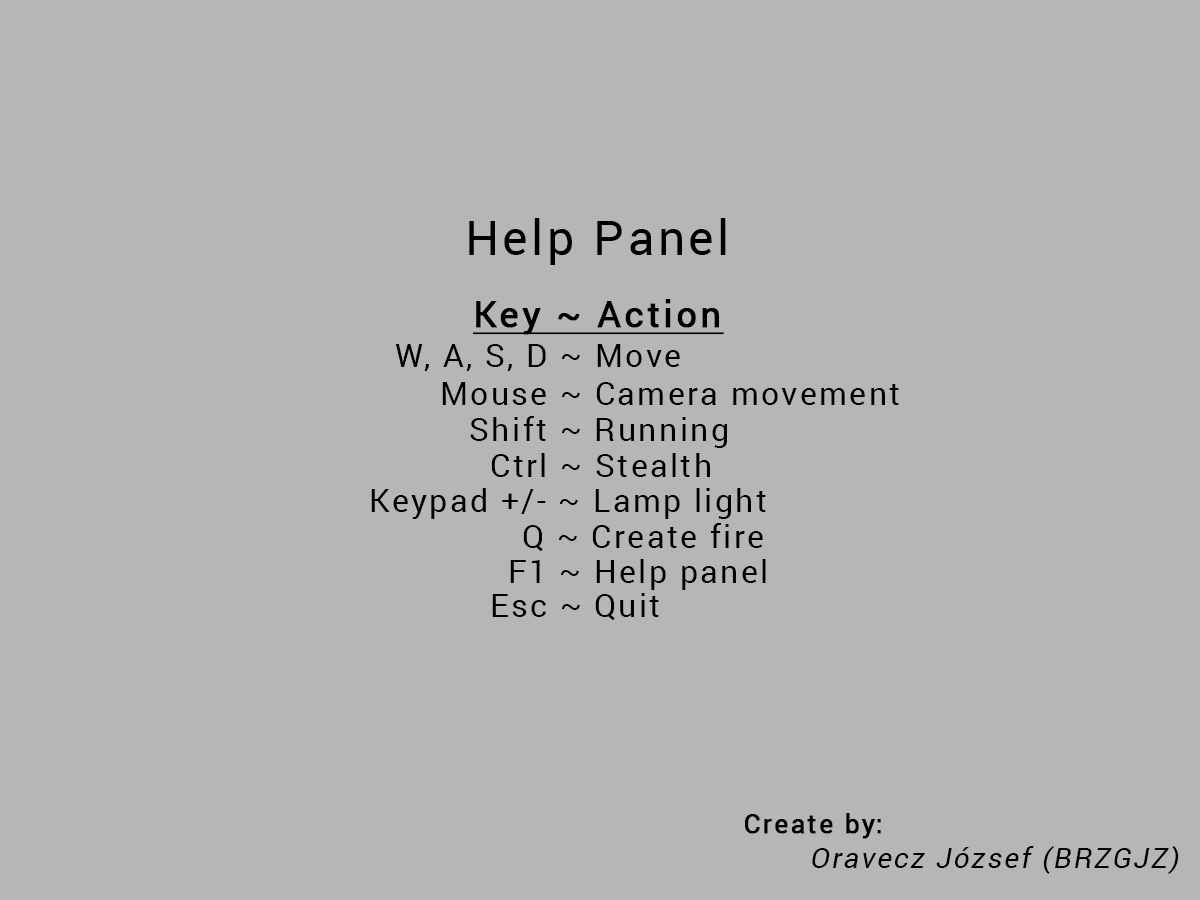 Help Panel
Key ~ Action
W, A, S, D ~ Move
Mouse ~ Camera movement
Shift ~ Running
Ctrl ~ Stealth
Keypad +/- ~ Lamp light
Q ~ Create fire
F1 ~ Help panel
Esc ~ Quit
Create by:
Oravecz József (BRZGJZ)